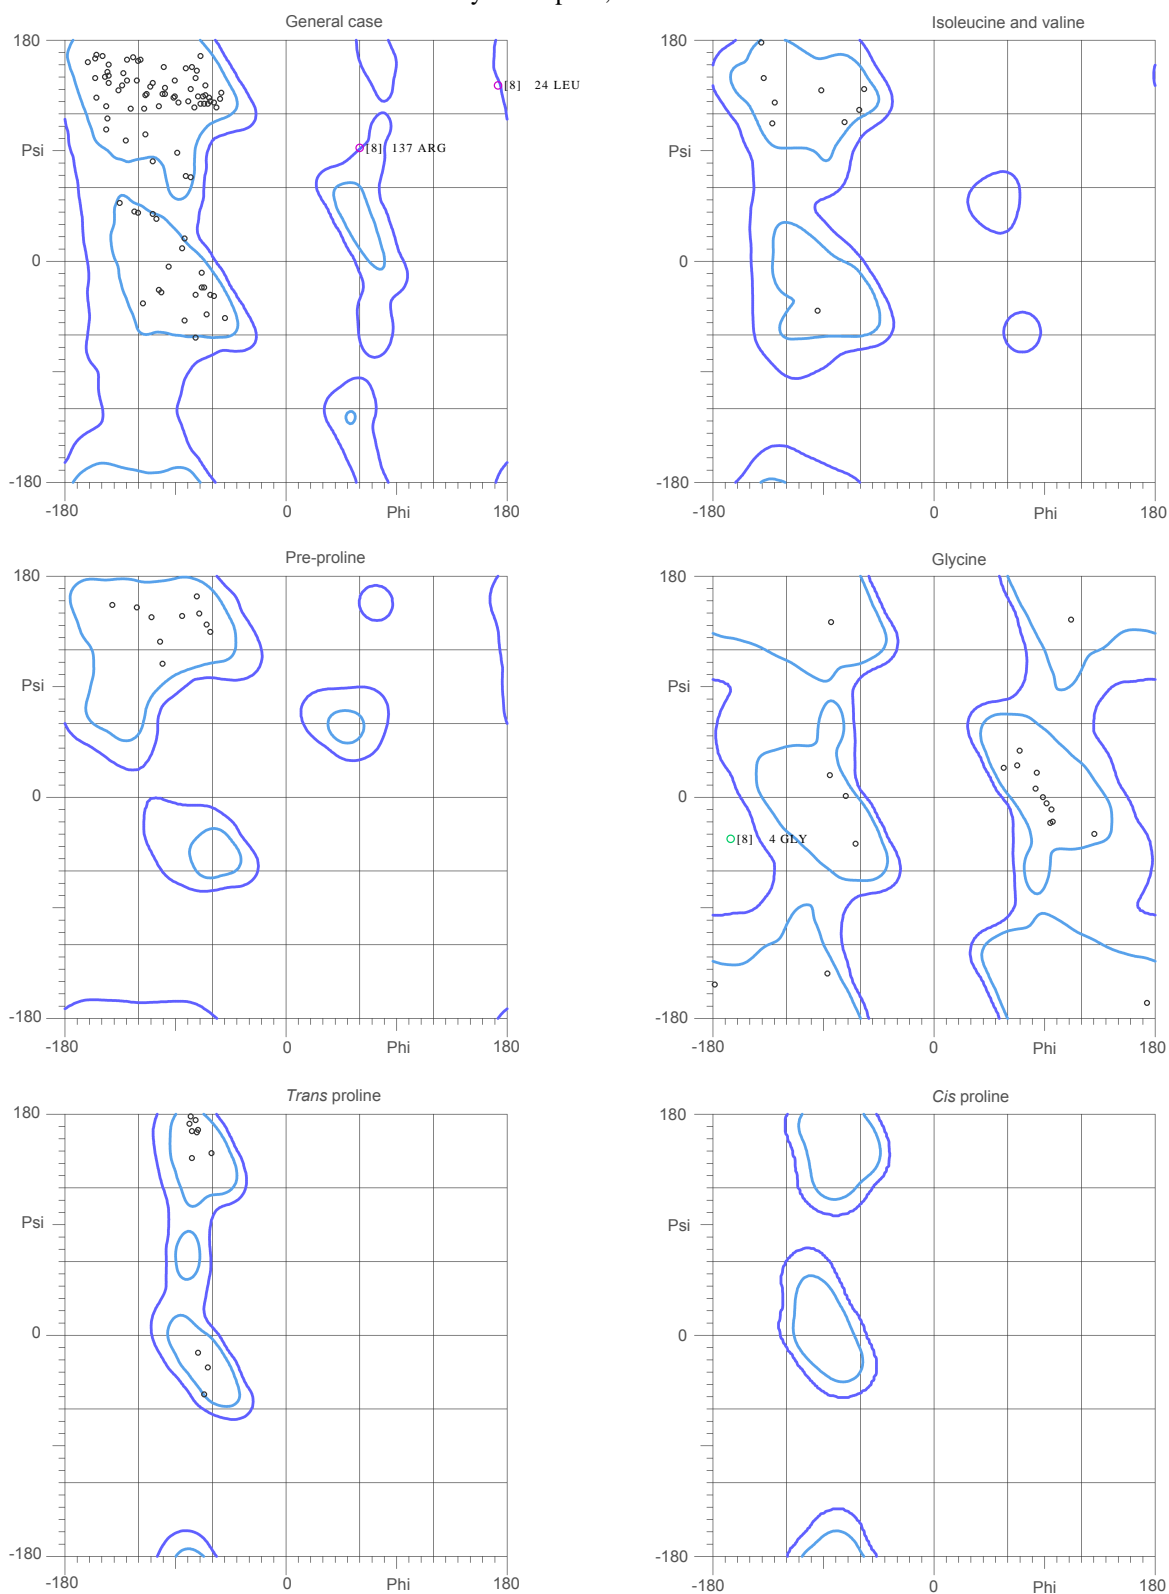 General case
180
Psi
0
-180
-180
0
Phi
180
[8] 24 LEU
[8] 137 ARG
Isoleucine and valine
180
Psi
0
-180
-180
0
Phi
180
Pre-proline
180
Psi
0
-180
-180
0
Phi
180
Glycine
180
Psi
0
-180
-180
0
Phi
180
[8] 4 GLY
Trans proline
180
Psi
0
-180
-180
0
Phi
180
Cis proline
180
Psi
0
-180
-180
0
Phi
180